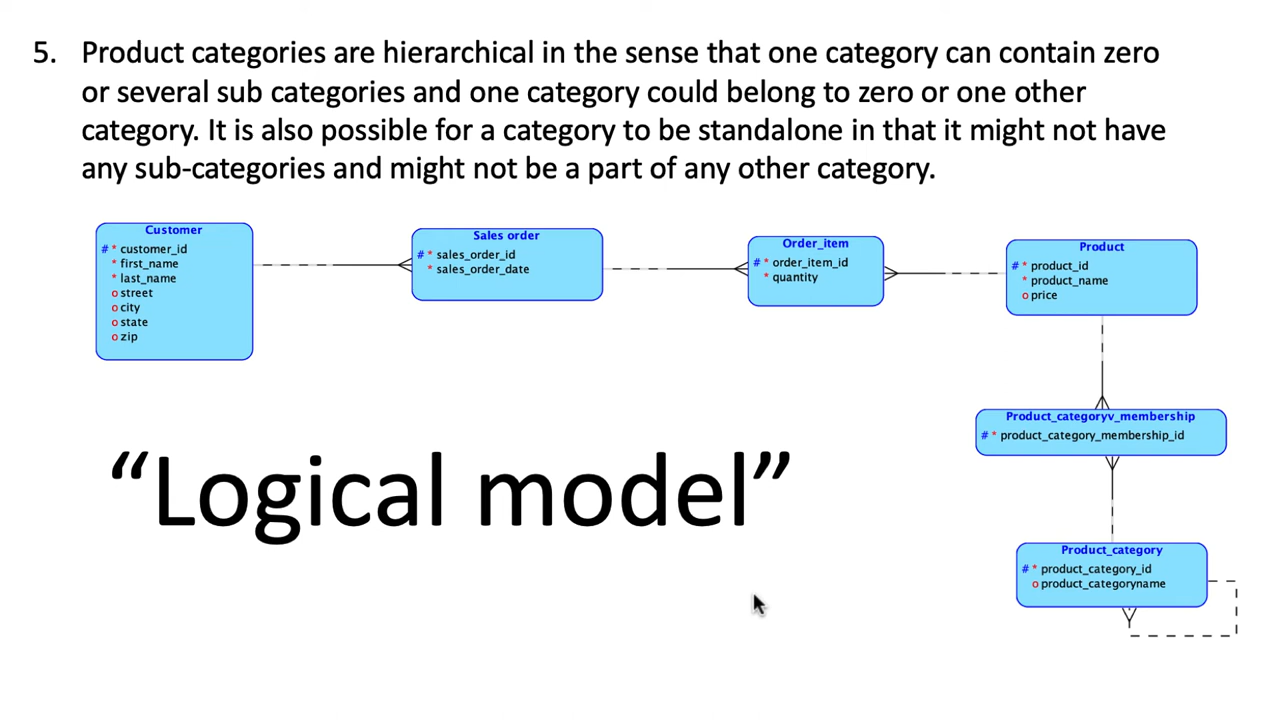 5. Product categories are hierarchical in the sense that one category can contain zero
or several sub categories and one category could belong to zero or one other
category. It is also possible for a category to be standalone in that it might not have
any sub-categories and might not be a part of any other category.
Customer
# * customer_id
* first_name
* last_name
o street
o city
o state
o zip
Sales order
# * sales_order_id
* sales_order_date
Order_item
# * order_item_id
* quantity
Product
# * product_id
* product_name
o price
Product_categoryv_membership
# * product_category_membership_id
Product_category
# * product_category_id
o product_categoryname
“Logical model”